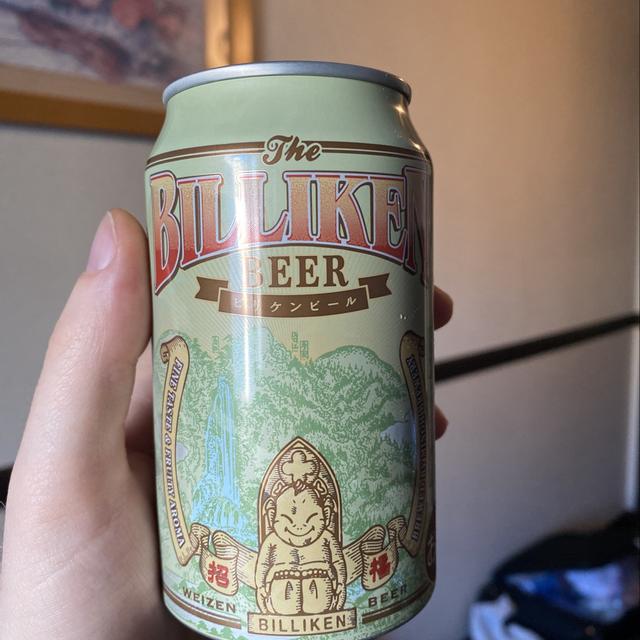 The
BILLIKEN
BEER
ビリケンビール
FINE TASTE & FRUITY AROMA
招
福
WEIZEN
BEER
BILLIKEN